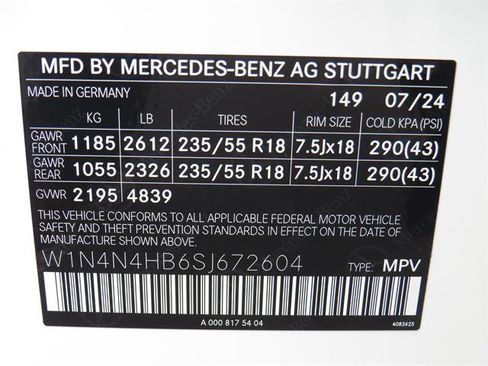 MFD BY MERCEDES-BENZ AG STUTTGART
MADE IN GERMANY 149 07/24
KG LB TIRES RIM SIZE COLD KPA (PSI)
GAWR FRONT 1185 2612 235/55 R18 7.5Jx18 290(43)
GAWR REAR 1055 2326 235/55 R18 7.5Jx18 290(43)
GVWR 2195 4839
THIS VEHICLE CONFORMS TO ALL APPLICABLE FEDERAL MOTOR VEHICLE
SAFETY AND THEFT PREVENTION STANDARDS IN EFFECT ON THE DATE
OF MANUFACTURE SHOWN ABOVE.
W1N4N4HB6SJ672604 TYPE: MPV
A 000 817 54 04 4083625